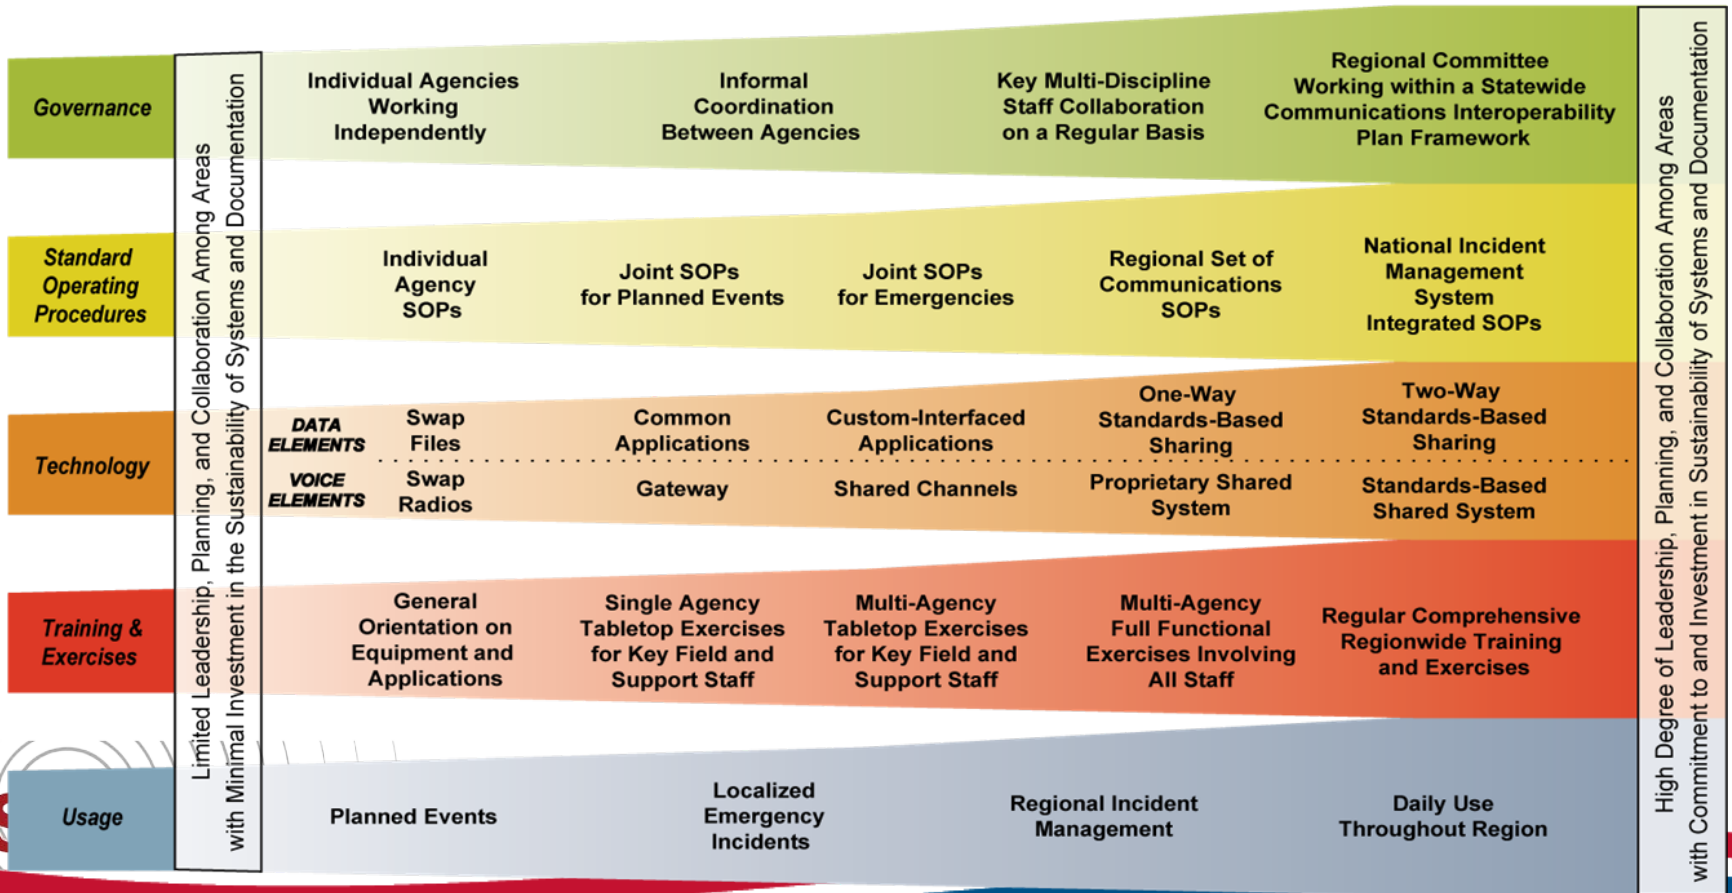 Governance
Limited Leadership, Planning, and Collaboration Among Areas
with Minimal Investment in the Sustainability of Systems and Documentation
Individual Agencies
Working
Independently
Informal
Coordination
Between Agencies
Key Multi-Discipline
Staff Collaboration
on a Regular Basis
Regional Committee
Working within a Statewide
Communications Interoperability
Plan Framework
High Degree of Leadership, Planning, and Collaboration Among Areas
with Commitment to and Investment in Sustainability of Systems and Documentation
Standard
Operating
Procedures
Individual
Agency
SOPs
Joint SOPs
for Planned Events
Joint SOPs
for Emergencies
Regional Set of
Communications
SOPs
National Incident
Management
System
Integrated SOPs
Technology
DATA
ELEMENTS
Swap
Files
Common
Applications
Custom-Interfaced
Applications
One-Way
Standards-Based
Sharing
Two-Way
Standards-Based
Sharing
VOICE
ELEMENTS
Swap
Radios
Gateway
Shared Channels
Proprietary Shared
System
Standards-Based
Shared System
Training &
Exercises
General
Orientation on
Equipment and
Applications
Single Agency
Tabletop Exercises
for Key Field and
Support Staff
Multi-Agency
Tabletop Exercises
for Key Field and
Support Staff
Multi-Agency
Full Functional
Exercises Involving
All Staff
Regular Comprehensive
Regionwide Training
and Exercises
Usage
Planned Events
Localized
Emergency
Incidents
Regional Incident
Management
Daily Use
Throughout Region